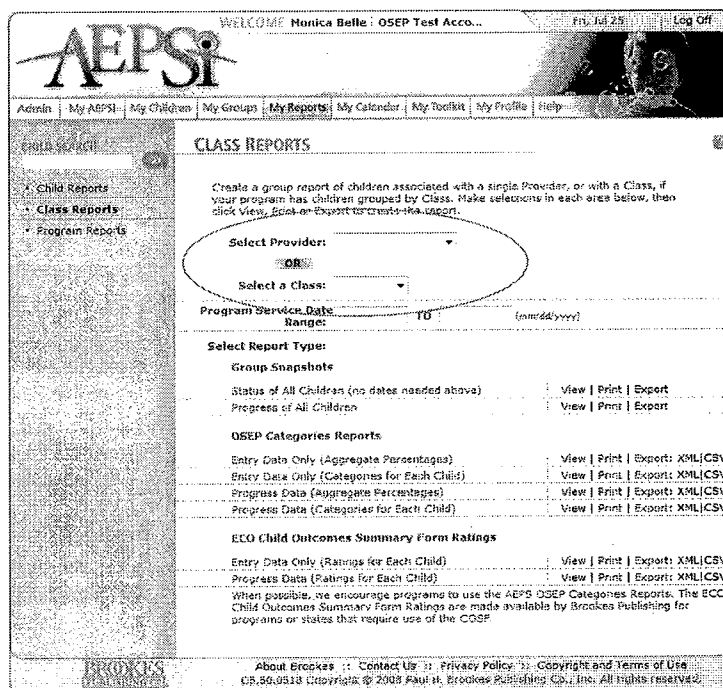 WELCOME Monica Belle : OSEP Test Acco...
Fri, Jul 25
Log Off
AEPSi
Admin | My AEPSi | My Children | My Groups | My Reports | My Calendar | My Toolkit | My Profile | Help
CHILD SEARCH
• Child Reports
• Class Reports
• Program Reports
CLASS REPORTS
Create a group report of children associated with a single Provider, or with a Class, if
your program has children grouped by Class. Make selections in each area below, then
click View, Print or Export to create the report.
Select Provider:
OR
Select a Class:
Program Service Date
Range:
TO
(mm/dd/yyyy)
Select Report Type:
Group Snapshots
Status of All Children (no dates needed above) View | Print | Export
Progress of All Children View | Print | Export
OSEP Categories Reports
Entry Data Only (Aggregate Percentages) View | Print | Export: XML|CSV
Entry Data Only (Categories for Each Child) View | Print | Export: XML|CSV
Progress Data (Aggregate Percentages) View | Print | Export: XML|CSV
Progress Data (Categories for Each Child) View | Print | Export: XML|CSV
ECO Child Outcomes Summary Form Ratings
Entry Data Only (Ratings for Each Child) View | Print | Export: XML|CSV
Progress Data (Ratings for Each Child) View | Print | Export: XML|CSV
When possible, we encourage programs to use the AEPS OSEP Categories Reports. The ECO
Child Outcomes Summary Form Ratings are made available by Brookes Publishing for
programs or states that require use of the COSF.
BROOKES
About Brookes :: Contact Us :: Privacy Policy :: Copyright and Terms of Use
Copyright © 2008 Paul H. Brookes Publishing Co., Inc. All rights reserved.